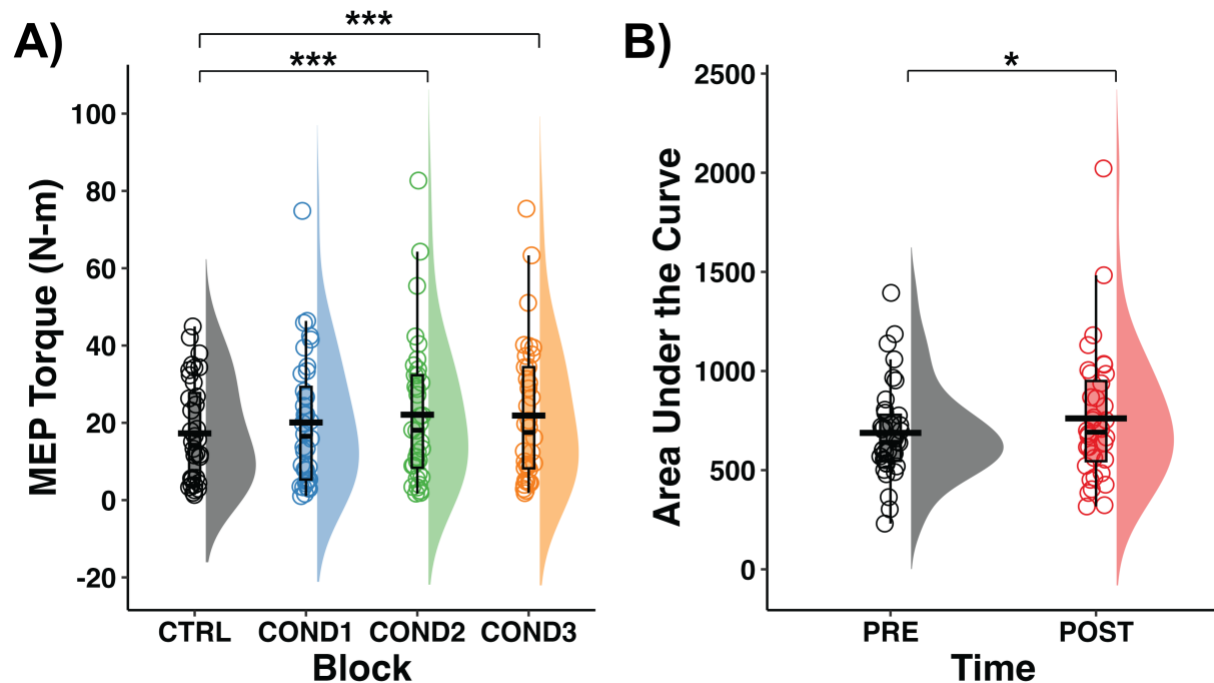 A)
***
***
MEP Torque (N-m)
100
80
60
40
20
0
-20
CTRL COND1 COND2 COND3
Block
B)
*
Area Under the Curve
2500
2000
1500
1000
500
0
PRE POST
Time